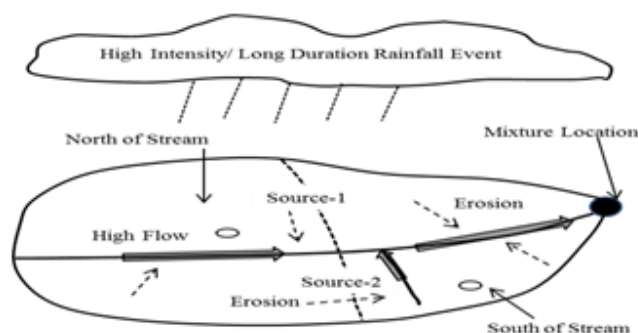 High Intensity/ Long Duration Rainfall Event
North of Stream
Mixture Location
Source-1
Erosion
High Flow
Source-2
Erosion
South of Stream